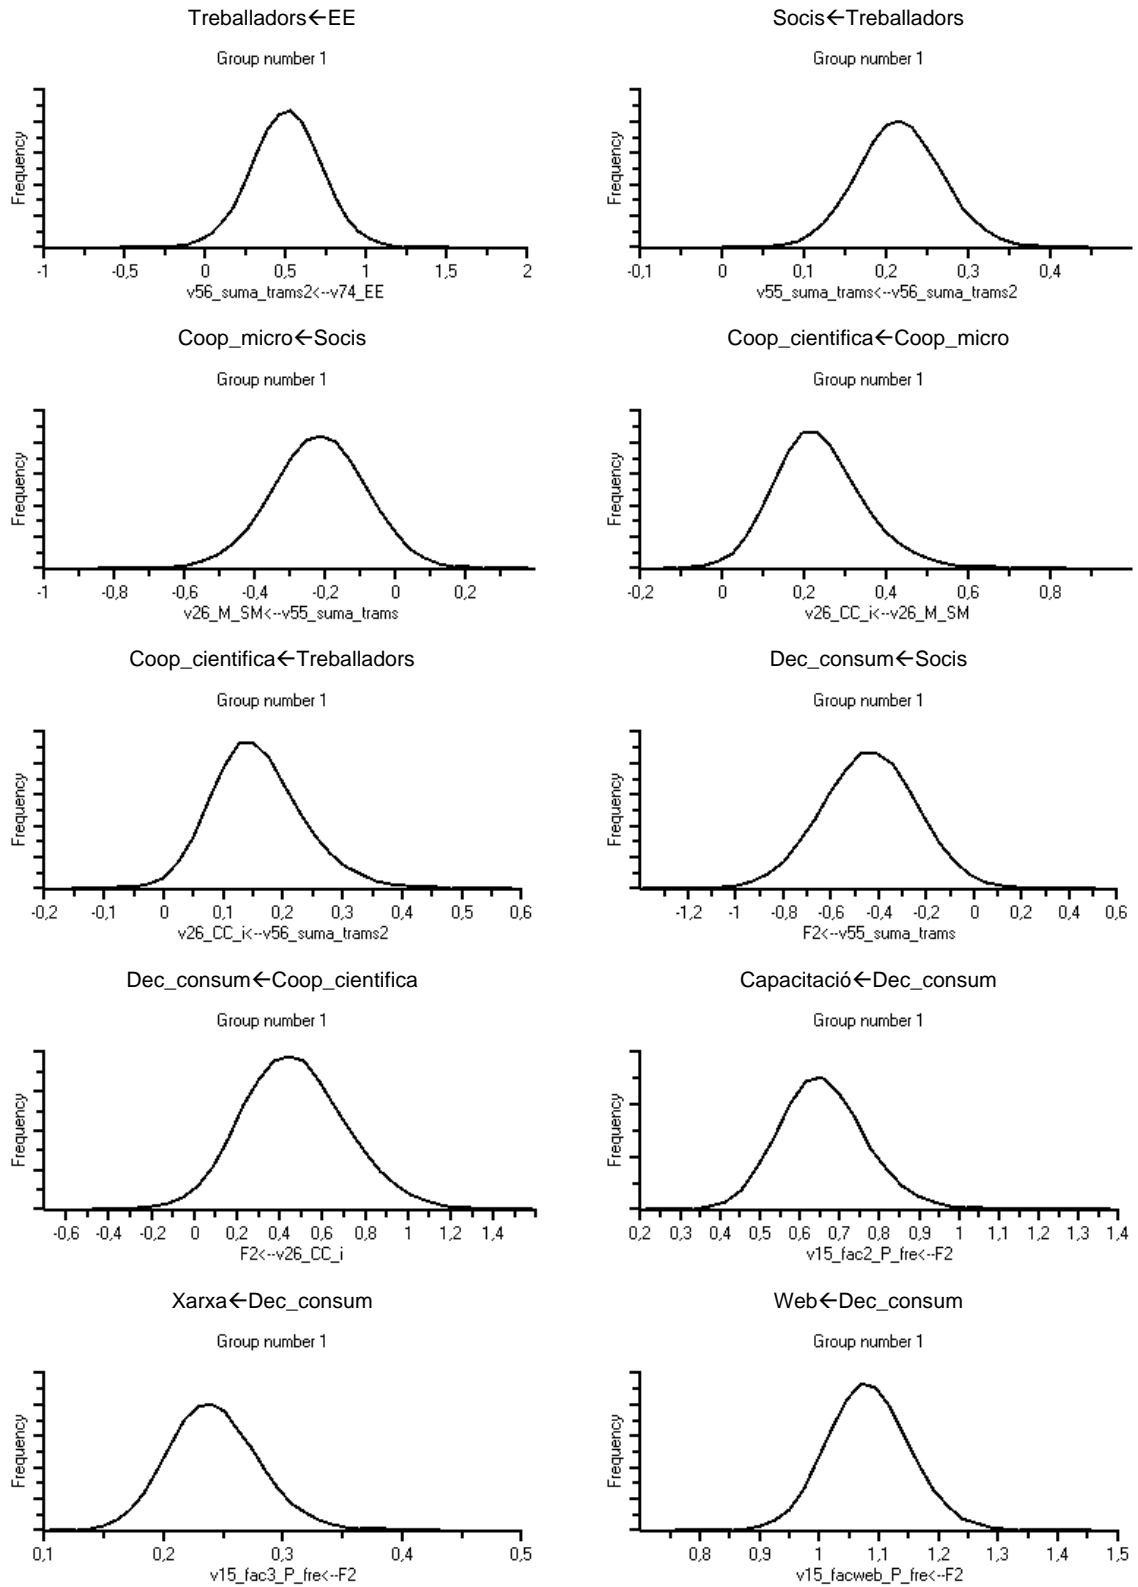 Treballadors←EE
Group number 1
Frequency
-1 -0,5 0 0,5 1 1,5 2
v56_suma_trams2<--v74_EE
Socis←Treballadors
Group number 1
Frequency
-0,1 0 0,1 0,2 0,3 0,4
v55_suma_trams<--v56_suma_trams2
Coop_micro←Socis
Group number 1
Frequency
-1 -0,8 -0,6 -0,4 -0,2 0 0,2
v26_M_SM<--v55_suma_trams
Coop_cientifica←Coop_micro
Group number 1
Frequency
-0,2 0 0,2 0,4 0,6 0,8
v26_CC_i<--v26_M_SM
Coop_cientifica←Treballadors
Group number 1
Frequency
-0,2 -0,1 0 0,1 0,2 0,3 0,4 0,5 0,6
v26_CC_i<--v56_suma_trams2
Dec_consum←Socis
Group number 1
Frequency
-1,2 -1 -0,8 -0,6 -0,4 -0,2 0 0,2 0,4 0,6
F2<--v55_suma_trams
Dec_consum←Coop_cientifica
Group number 1
Frequency
-0,6 -0,4 -0,2 0 0,2 0,4 0,6 0,8 1 1,2 1,4
F2<--v26_CC_i
Capacitació←Dec_consum
Group number 1
Frequency
0,2 0,3 0,4 0,5 0,6 0,7 0,8 0,9 1 1,1 1,2 1,3 1,4
v15_fac2_P_fre<--F2
Xarxa←Dec_consum
Group number 1
Frequency
0,1 0,2 0,3 0,4 0,5
v15_fac3_P_fre<--F2
Web←Dec_consum
Group number 1
Frequency
0,8 0,9 1 1,1 1,2 1,3 1,4 1,5
v15_facweb_P_fre<--F2